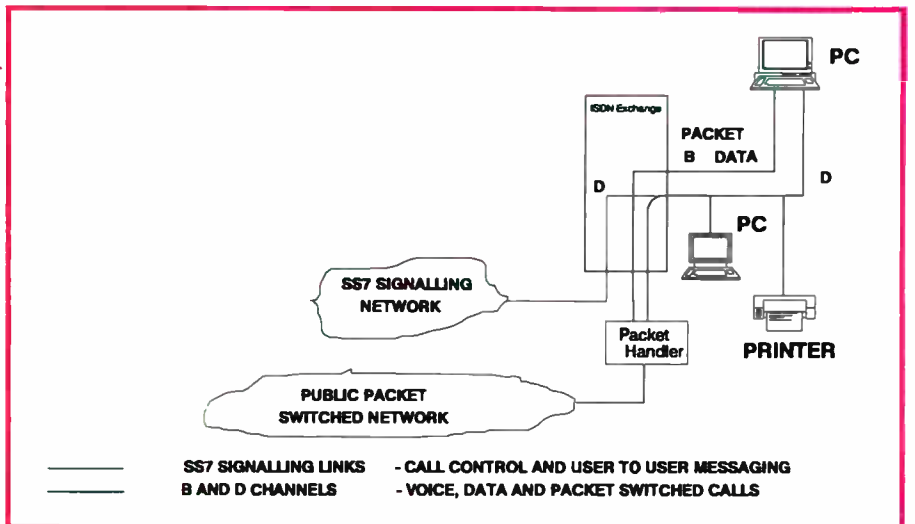 PC
ISDN Exchange
PACKET
B DATA
D
D
PC
SS7 SIGNALLING
NETWORK
Packet
Handler
PRINTER
PUBLIC PACKET
SWITCHED NETWORK
SS7 SIGNALLING LINKS - CALL CONTROL AND USER TO USER MESSAGING
B AND D CHANNELS - VOICE, DATA AND PACKET SWITCHED CALLS